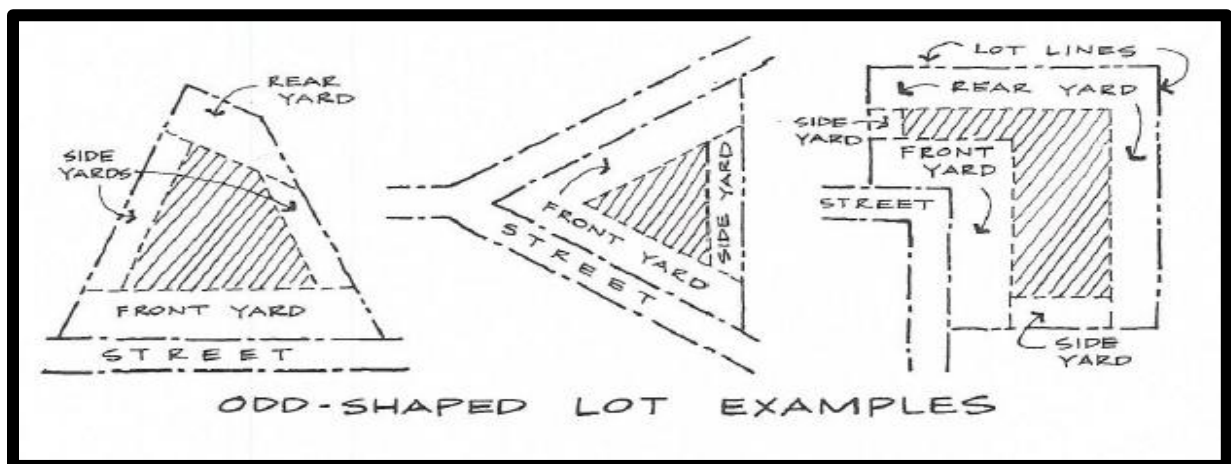 REAR
YARD
SIDE
YARDS
FRONT YARD
STREET
FRONT YARD
STREET
SIDE YARD
LOT LINES
REAR YARD
SIDE
YARD
FRONT
YARD
STREET
SIDE
YARD
ODD-SHAPED LOT EXAMPLES